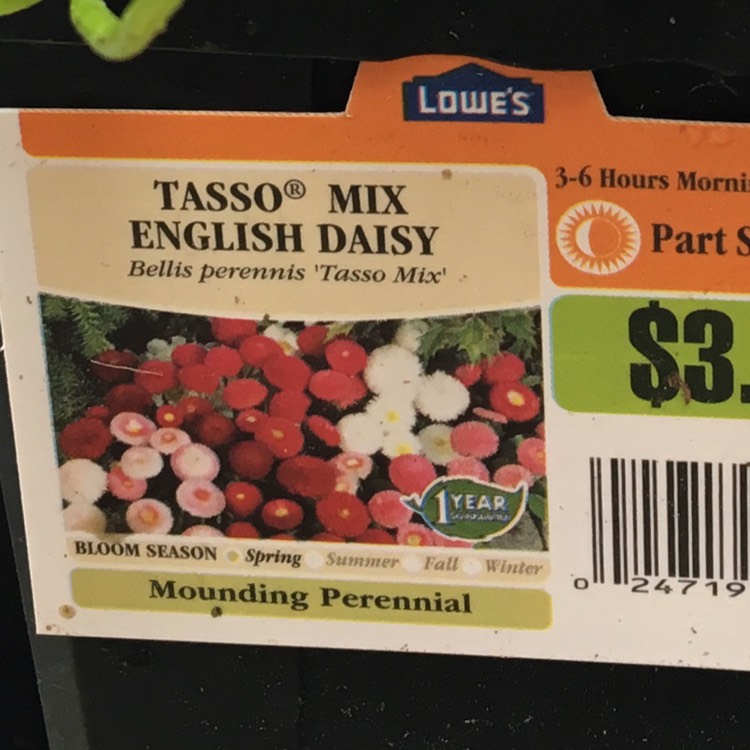 LOWE'S
TASSO® MIX
ENGLISH DAISY
Bellis perennis 'Tasso Mix'
3-6 Hours Morni
Part S
$3.
1 YEAR
BLOOM SEASON Spring Summer Fall Winter
Mounding Perennial
0 24719